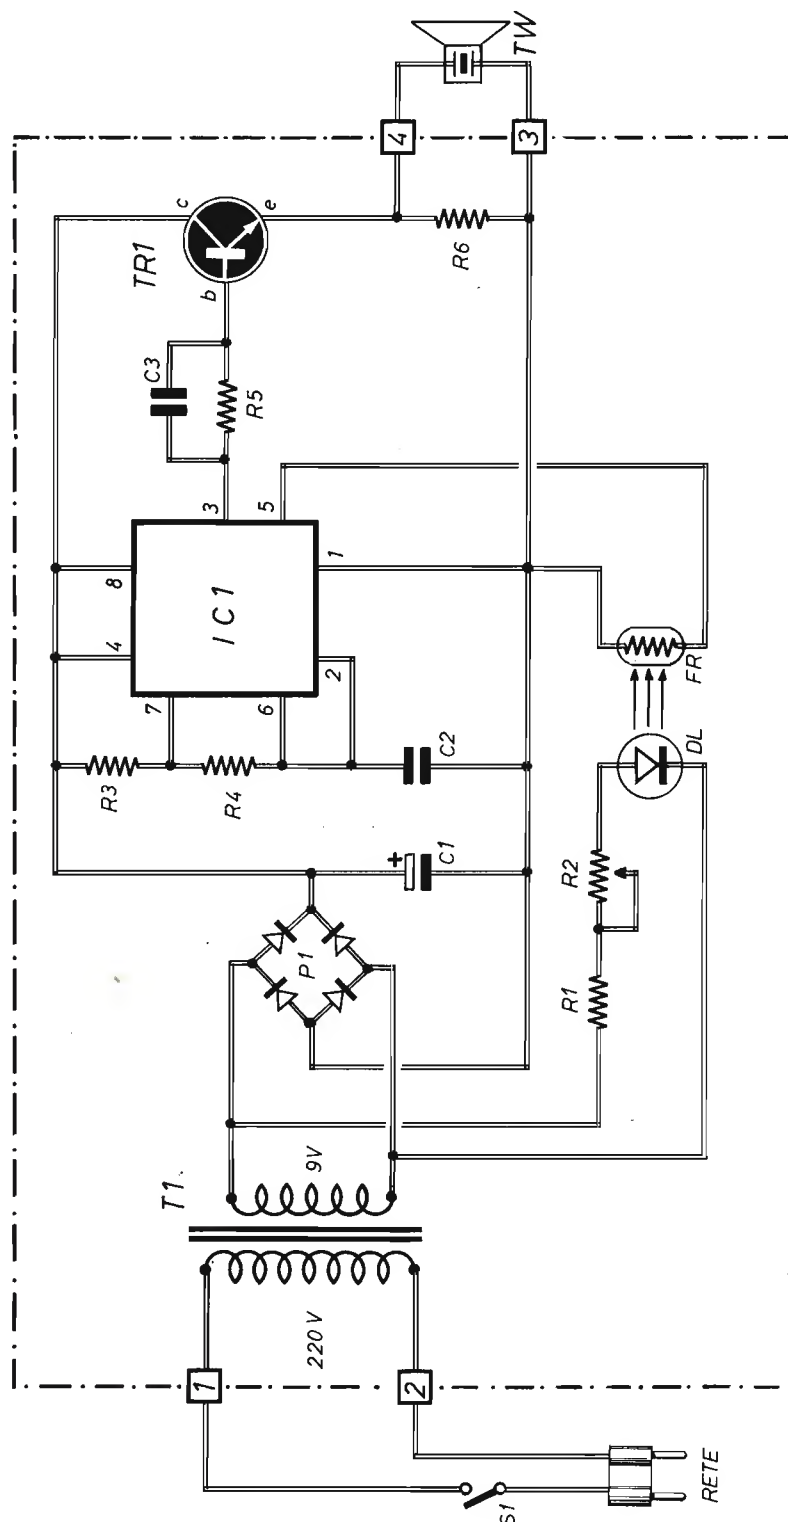 TW
4
3
c
e
TR1
b
R6
C3
R5
3
5
8
1
IC1
4
2
7
6
R3
R4
C2
+
C1
P1
FR
DL
R2
R1
T1
9V
220V
1
2
S1
RETE